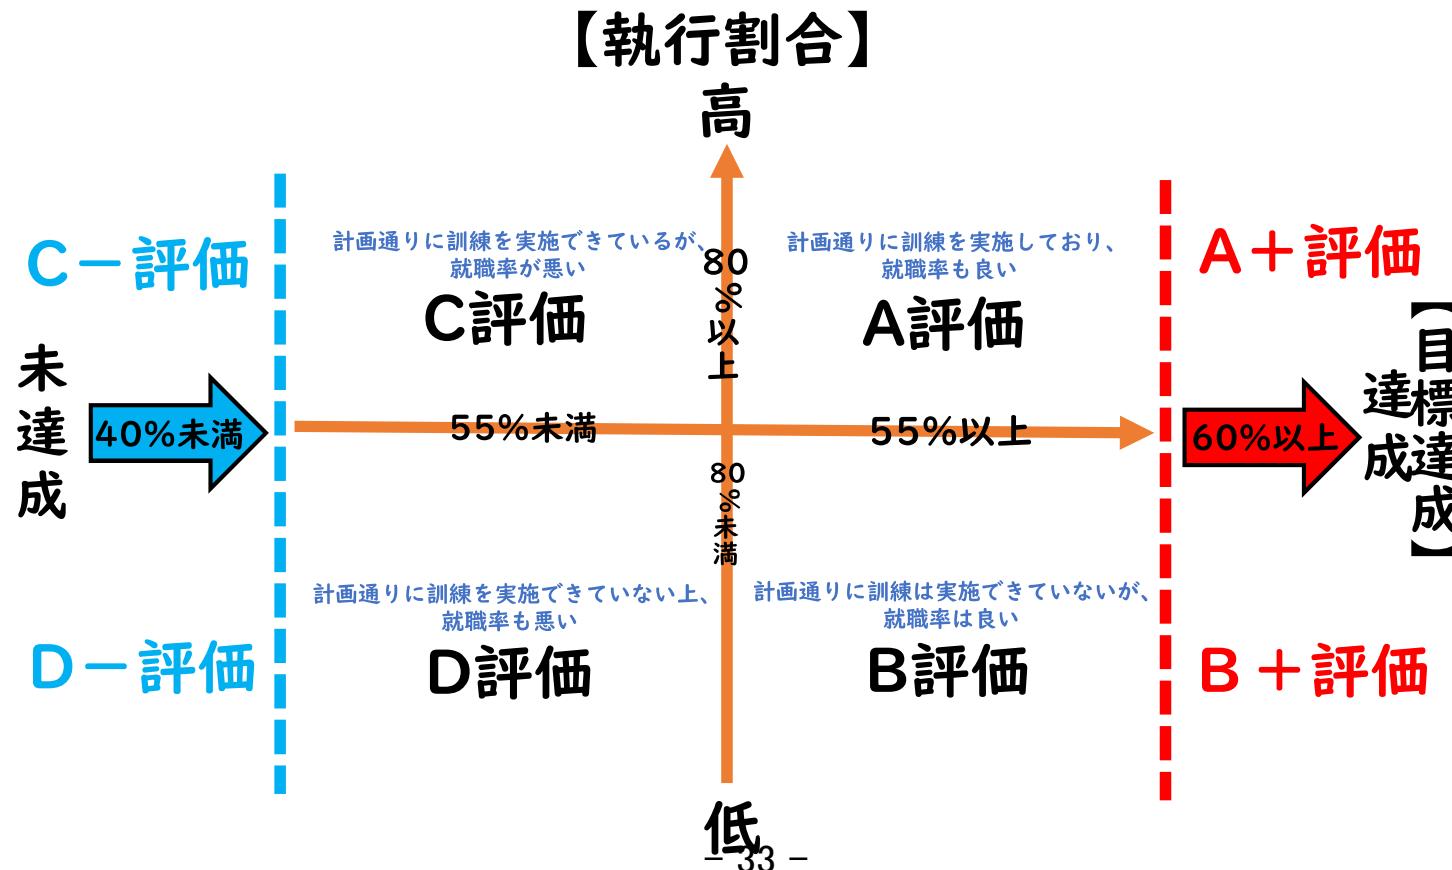 【執行割合】
高
計画通りに訓練を実施できているが、
就職率が悪い
C評価
計画通りに訓練を実施しており、
就職率も良い
A評価
C－評価
A＋評価
80%以上
未達成
40%未満
55%未満
55%以上
60%以上
達成
【目標達成】
80%未満
計画通りに訓練を実施できていない上、
就職率も悪い
D評価
計画通りに訓練は実施できていないが、
就職率は良い
B評価
D－評価
B＋評価
低
－ 33 －